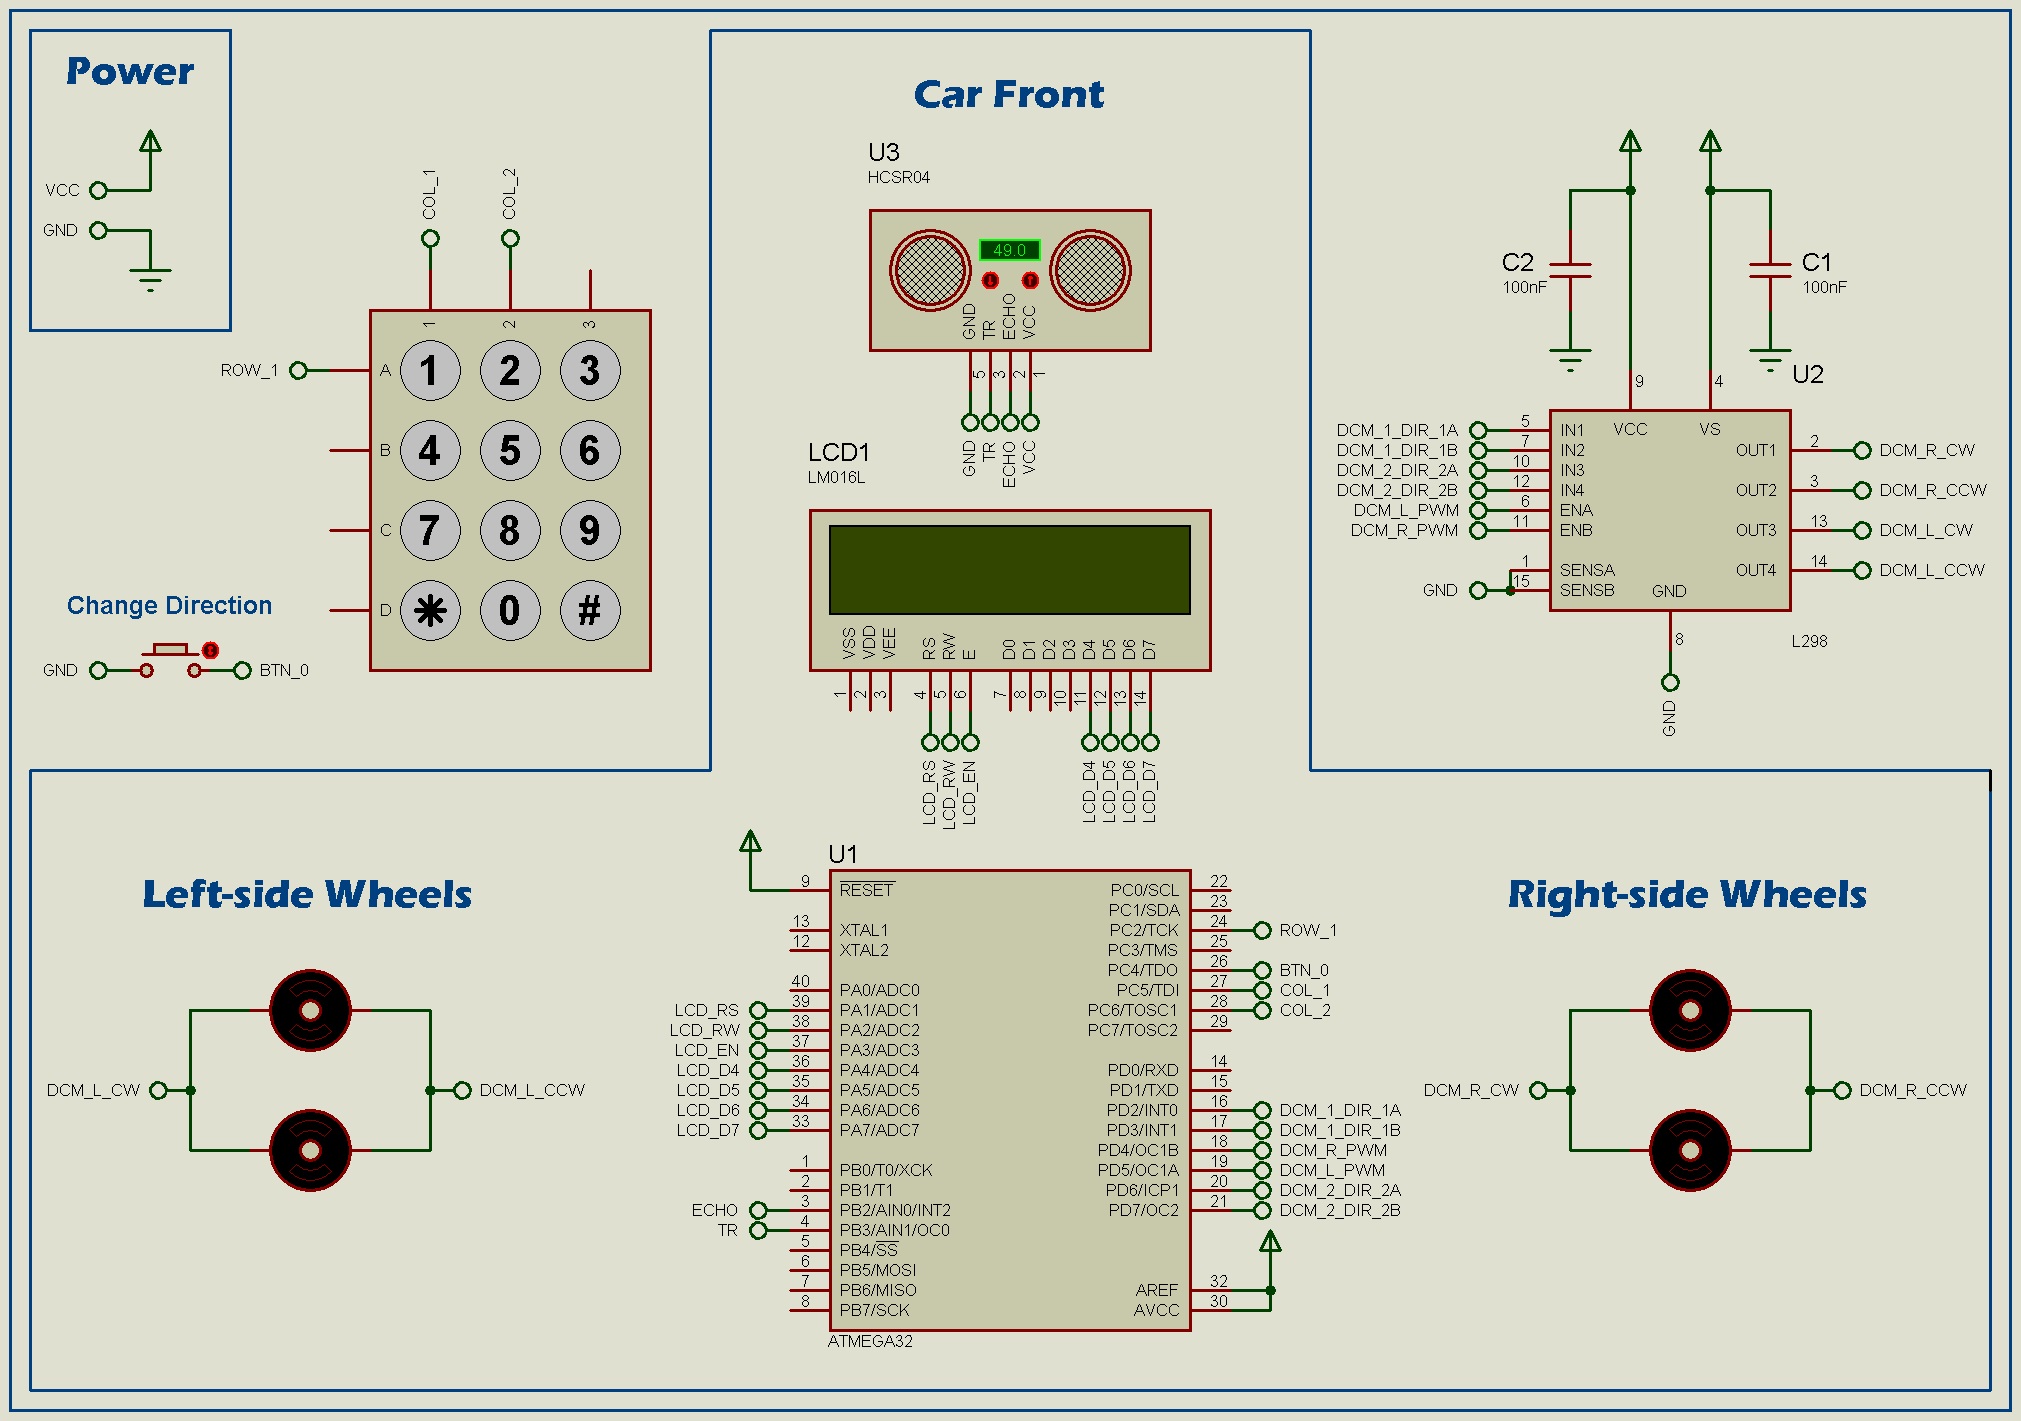 Power
VCC
GND
COL_1
COL_2
ROW_1
1
2
3
A
B
C
D
1 2 3
4 5 6
7 8 9
* 0 #
Change Direction
GND
BTN_0
Car Front
U3
HCSR04
49.0
GND
TR
ECHO
VCC
5
3
2
1
GND
TR
ECHO
VCC
LCD1
LM016L
VSS
VDD
VEE
RS
RW
E
D0
D1
D2
D3
D4
D5
D6
D7
1
2
3
4
5
6
7
8
9
10
11
12
13
14
LCD_RS
LCD_RW
LCD_EN
LCD_D4
LCD_D5
LCD_D6
LCD_D7
C2
100nF
C1
100nF
U2
9
4
DCM_1_DIR_1A 5 IN1
DCM_1_DIR_1B 7 IN2
DCM_2_DIR_2A 10 IN3
DCM_2_DIR_2B 12 IN4
DCM_L_PWM 6 ENA
DCM_R_PWM 11 ENB
1 SENSA
GND 15 SENSB
VCC
VS
GND
OUT1 2 DCM_R_CW
OUT2 3 DCM_R_CCW
OUT3 13 DCM_L_CW
OUT4 14 DCM_L_CCW
8
GND
L298
Left-side Wheels
DCM_L_CW
DCM_L_CCW
U1
9 RESET
13 XTAL1
12 XTAL2
40 PA0/ADC0
LCD_RS 39 PA1/ADC1
LCD_RW 38 PA2/ADC2
LCD_EN 37 PA3/ADC3
LCD_D4 36 PA4/ADC4
LCD_D5 35 PA5/ADC5
LCD_D6 34 PA6/ADC6
LCD_D7 33 PA7/ADC7
1 PB0/T0/XCK
2 PB1/T1
ECHO 3 PB2/AIN0/INT2
TR 4 PB3/AIN1/OC0
5 PB4/SS
6 PB5/MOSI
7 PB6/MISO
8 PB7/SCK
PC0/SCL 22
PC1/SDA 23
PC2/TCK 24 ROW_1
PC3/TMS 25
PC4/TDO 26 BTN_0
PC5/TDI 27 COL_1
PC6/TOSC1 28 COL_2
PC7/TOSC2 29
PD0/RXD 14
PD1/TXD 15
PD2/INT0 16 DCM_1_DIR_1A
PD3/INT1 17 DCM_1_DIR_1B
PD4/OC1B 18 DCM_R_PWM
PD5/OC1A 19 DCM_L_PWM
PD6/ICP1 20 DCM_2_DIR_2A
PD7/OC2 21 DCM_2_DIR_2B
AREF 32
AVCC 30
ATMEGA32
Right-side Wheels
DCM_R_CW
DCM_R_CCW